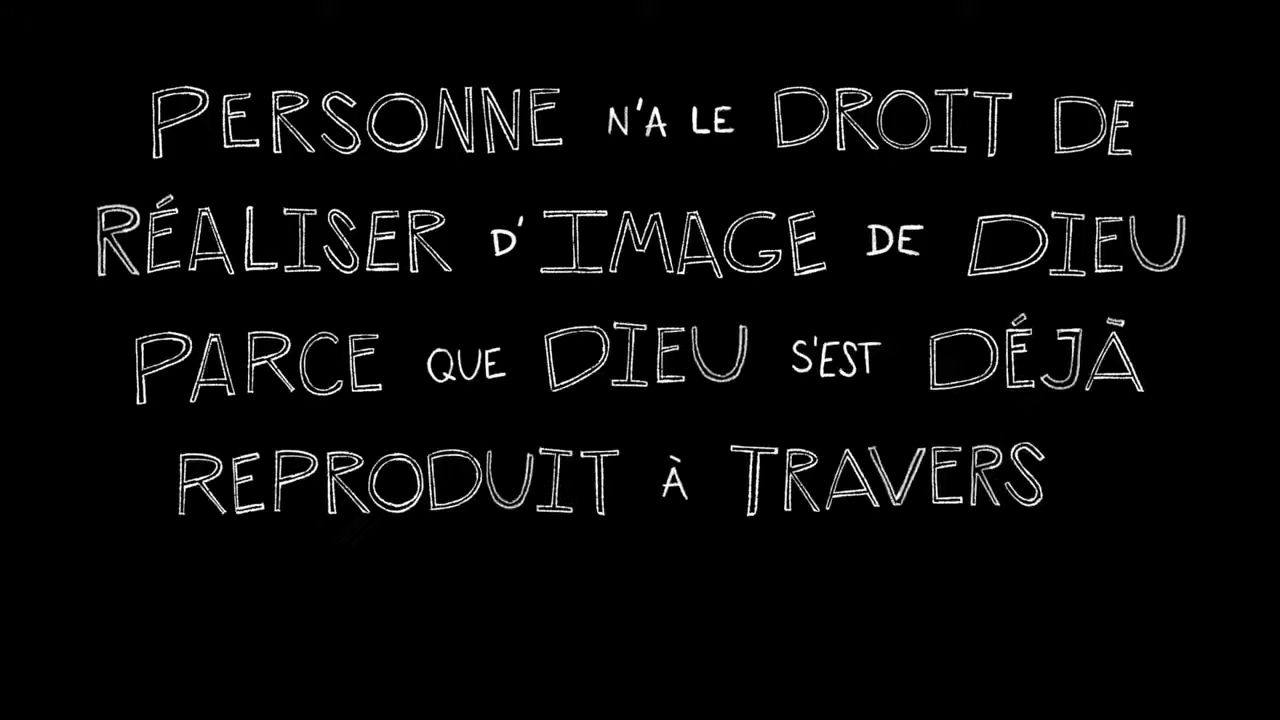 PERSONNE N'A LE DROIT DE
RÉALISER D'IMAGE DE DIEU
PARCE QUE DIEU S'EST DÉJÀ
REPRODUIT À TRAVERS